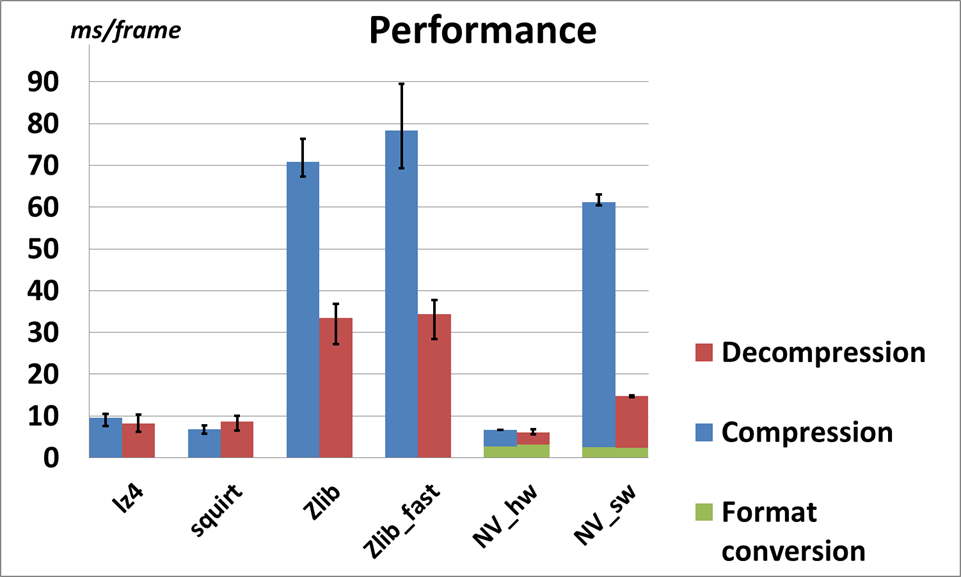 ms/frame
Performance
90
80
70
60
50
40
30
20
10
0
lz4
squirt
Zlib
Zlib_fast
NV_hw
NV_sw
Decompression
Compression
Format
conversion